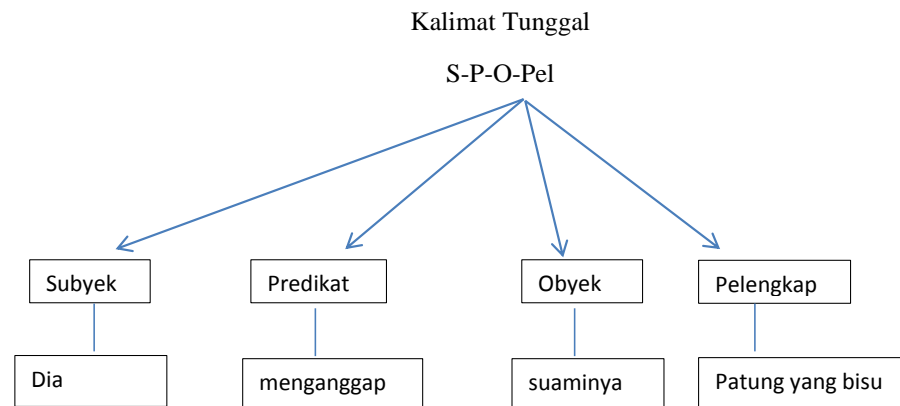 Kalimat Tunggal
S-P-O-Pel
Subyek
Predikat
Obyek
Pelengkap
Dia
menganggap
suaminya
Patung yang bisu